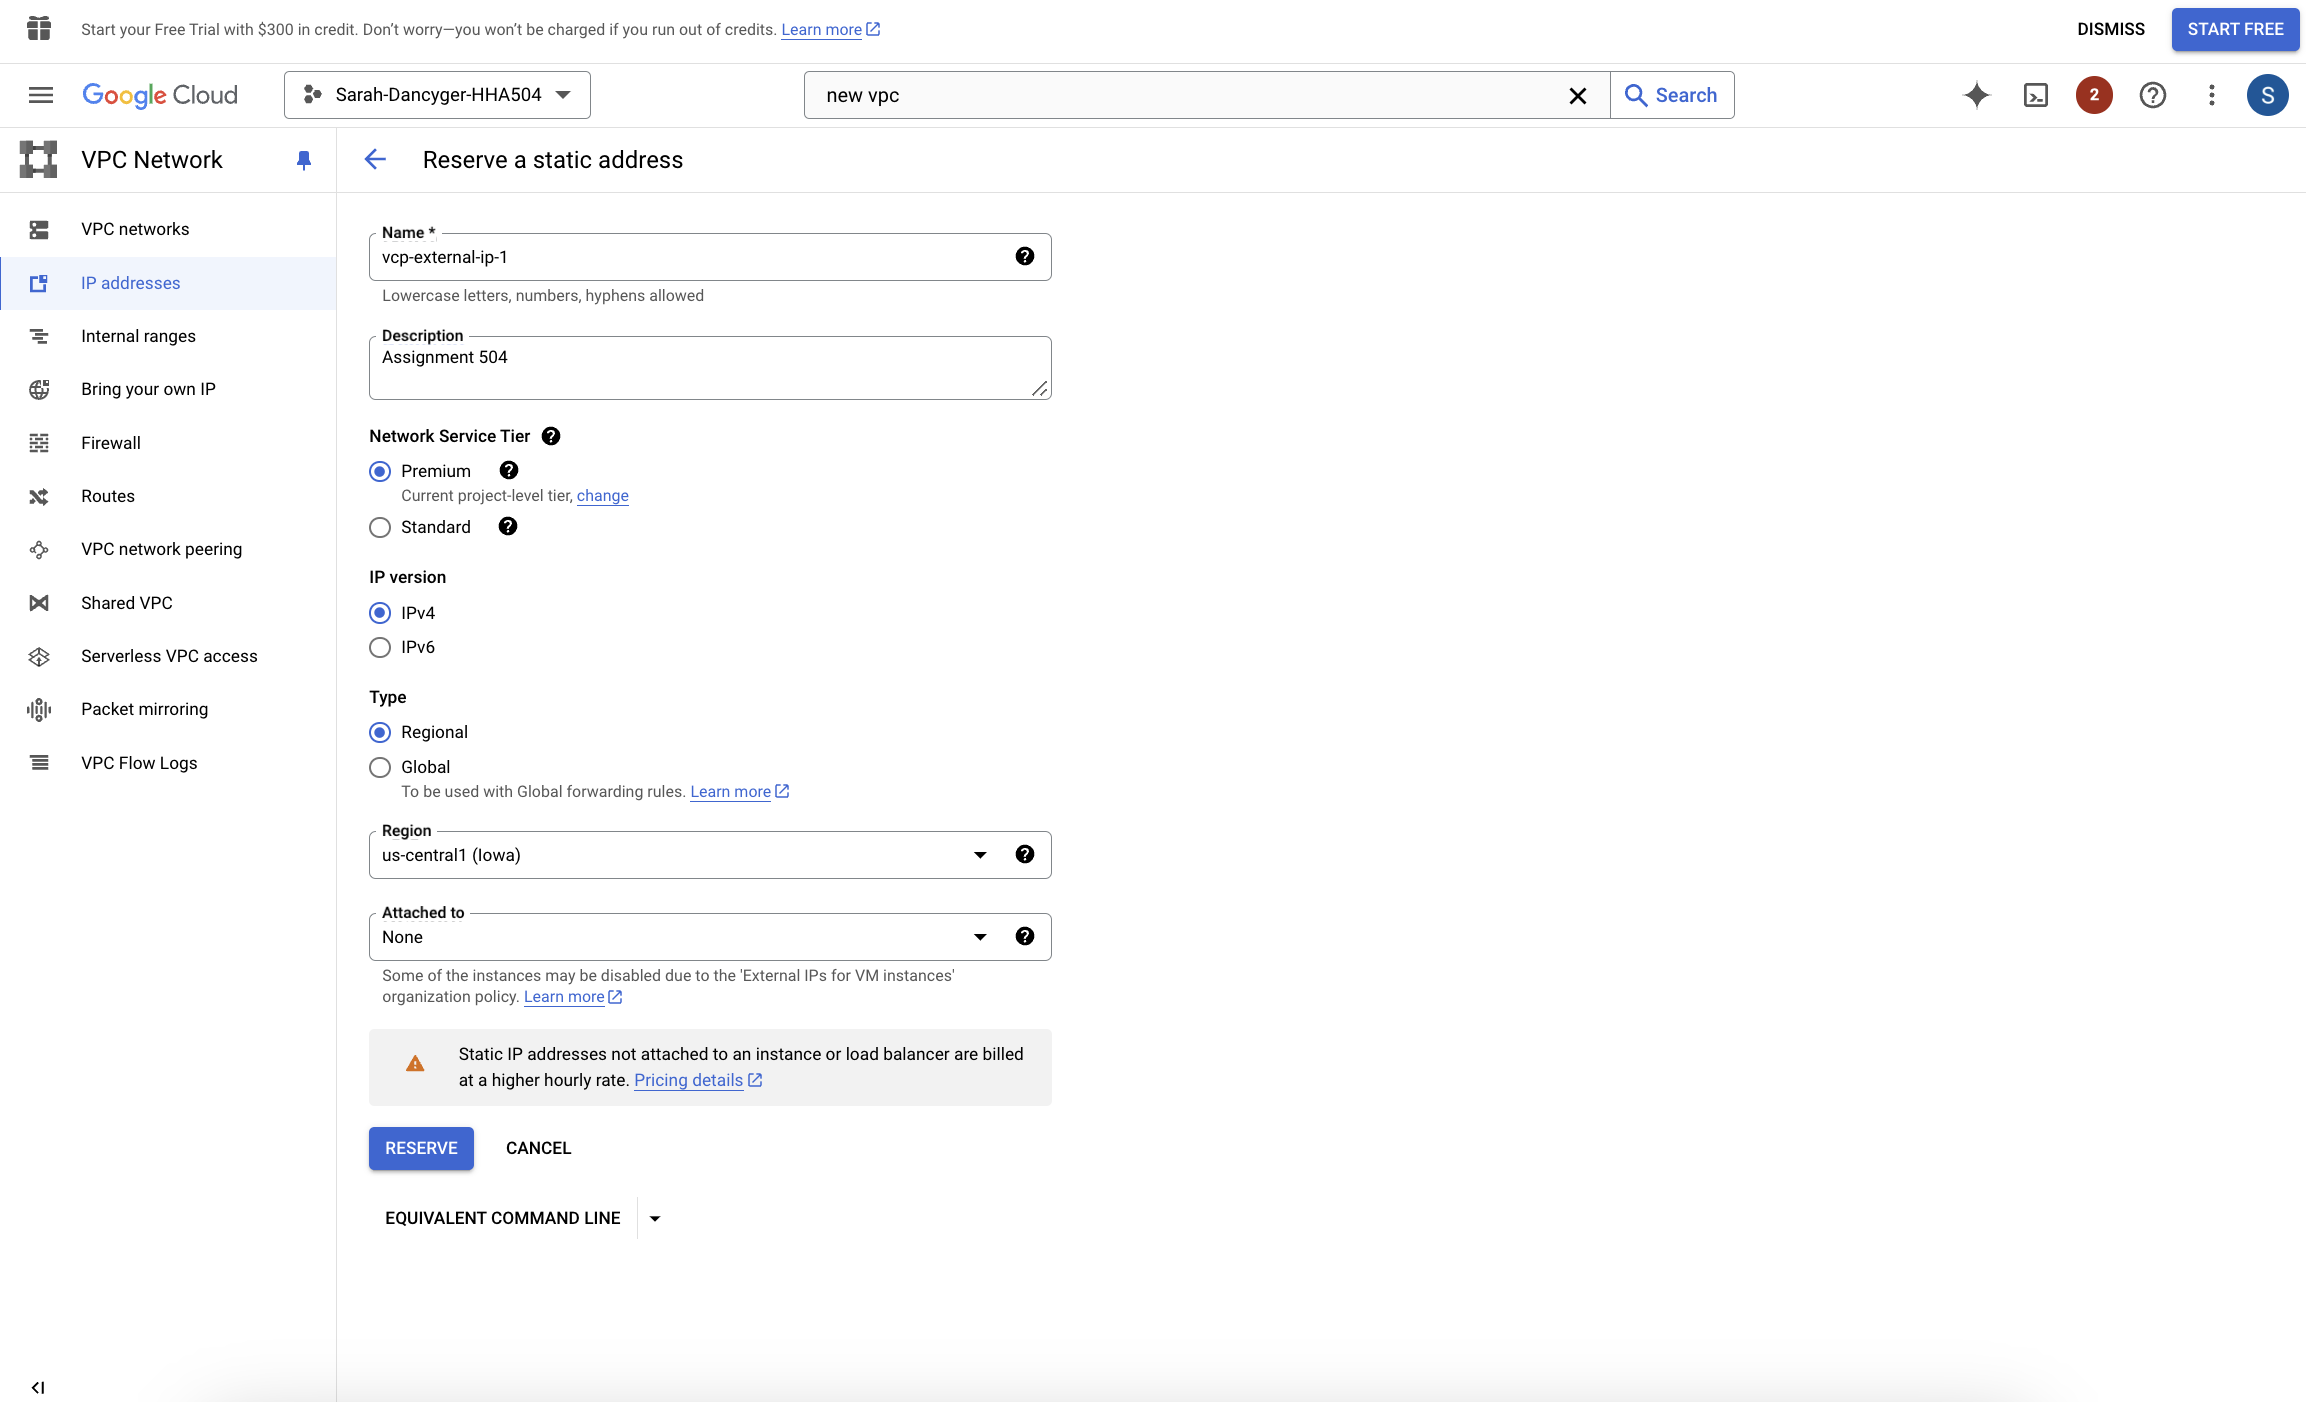 Start your Free Trial with $300 in credit. Don’t worry—you won’t be charged if you run out of credits. Learn more
DISMISS
START FREE
Google Cloud
Sarah-Dancyger-HHA504
new vpc
Search
2
S
VPC Network
Reserve a static address
VPC networks
IP addresses
Internal ranges
Bring your own IP
Firewall
Routes
VPC network peering
Shared VPC
Serverless VPC access
Packet mirroring
VPC Flow Logs
Name *
vcp-external-ip-1
Lowercase letters, numbers, hyphens allowed
Description
Assignment 504
Network Service Tier
Premium
Current project-level tier, change
Standard
IP version
IPv4
IPv6
Type
Regional
Global
To be used with Global forwarding rules. Learn more
Region
us-central1 (Iowa)
Attached to
None
Some of the instances may be disabled due to the 'External IPs for VM instances'
organization policy. Learn more
Static IP addresses not attached to an instance or load balancer are billed
at a higher hourly rate. Pricing details
RESERVE
CANCEL
EQUIVALENT COMMAND LINE